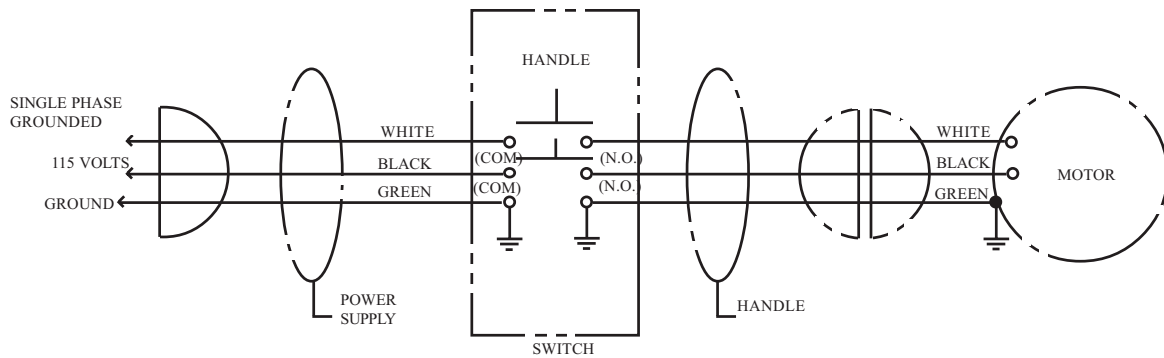 HANDLE
SINGLE PHASE
GROUNDED
115 VOLTS
GROUND
WHITE
BLACK
GREEN
(COM)
(COM)
(N.O.)
(N.O.)
WHITE
BLACK
GREEN
MOTOR
POWER
SUPPLY
HANDLE
SWITCH